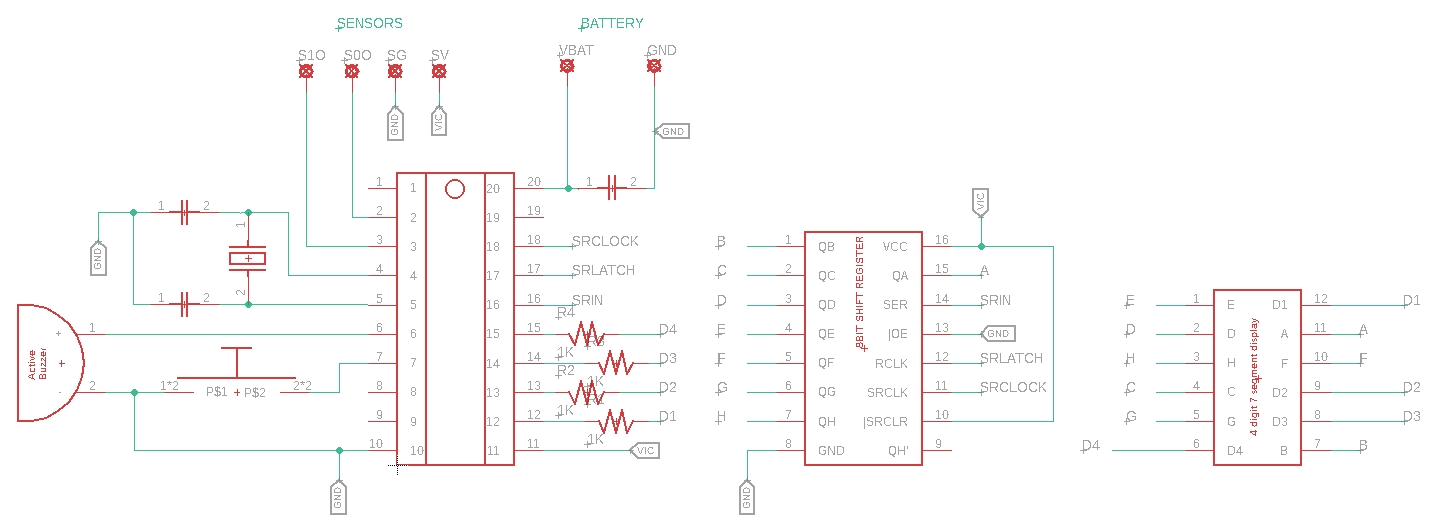 SENSORS
BATTERY
S1O S0O SG SV
VBAT GND
GND VIC
GND
1 2
1 2
GND
1 2
Active
Buzzer
+
-
1
2
1*2 P$1 + P$2 2*2
GND
1 1 20 20
2 2 19 19
3 3 18 18 SRCLOCK
4 4 17 17 SRLATCH
5 5 16 16 SRIN
6 6 15 15 R4 1K D4
7 7 14 14 1K D3
8 8 13 13 R2 1K D2
9 9 12 12 1K D1
10 10 11 11 VIC
1 2
VIC
8BIT SHIFT REGISTER
B 1 QB VCC 16
C 2 QC QA 15 A
D 3 QD SER 14 SRIN
E 4 QE |OE 13 GND
F 5 QF RCLK 12 SRLATCH
G 6 QG SRCLK 11 SRCLOCK
H 7 QH |SRCLR 10
8 GND QH' 9
GND
4 digit 7 segment display
E 1 E D1 12 D1
D 2 D A 11 A
H 3 H F 10 F
C 4 C D2 9 D2
G 5 G D3 8 D3
D4 6 D4 B 7 B